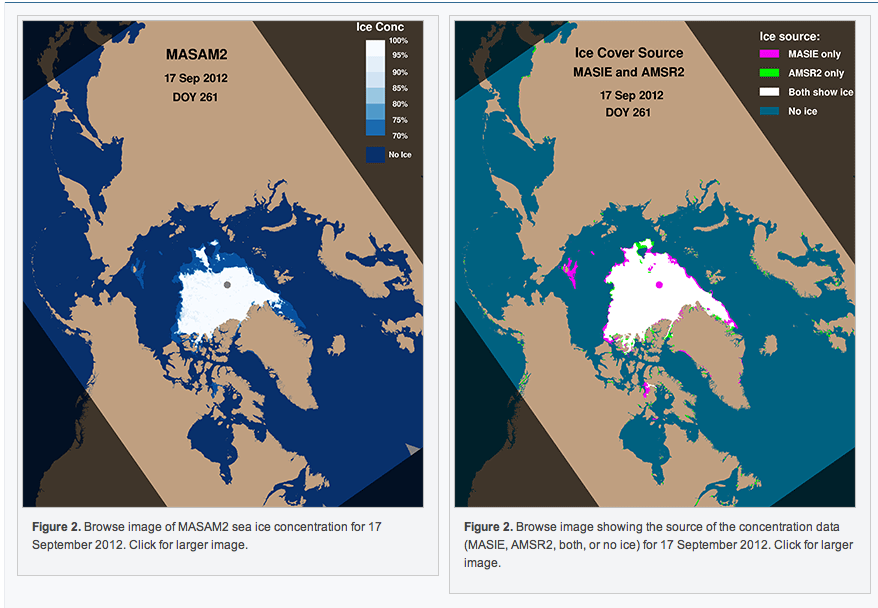 MASAM2
17 Sep 2012
DOY 261
Ice Conc
100%
95%
90%
85%
80%
75%
70%
No Ice
Figure 2. Browse image of MASAM2 sea ice concentration for 17
September 2012. Click for larger image.
Ice Cover Source
MASIE and AMSR2
17 Sep 2012
DOY 261
Ice source:
MASIE only
AMSR2 only
Both show ice
No ice
Figure 2. Browse image showing the source of the concentration data
(MASIE, AMSR2, both, or no ice) for 17 September 2012. Click for larger
image.